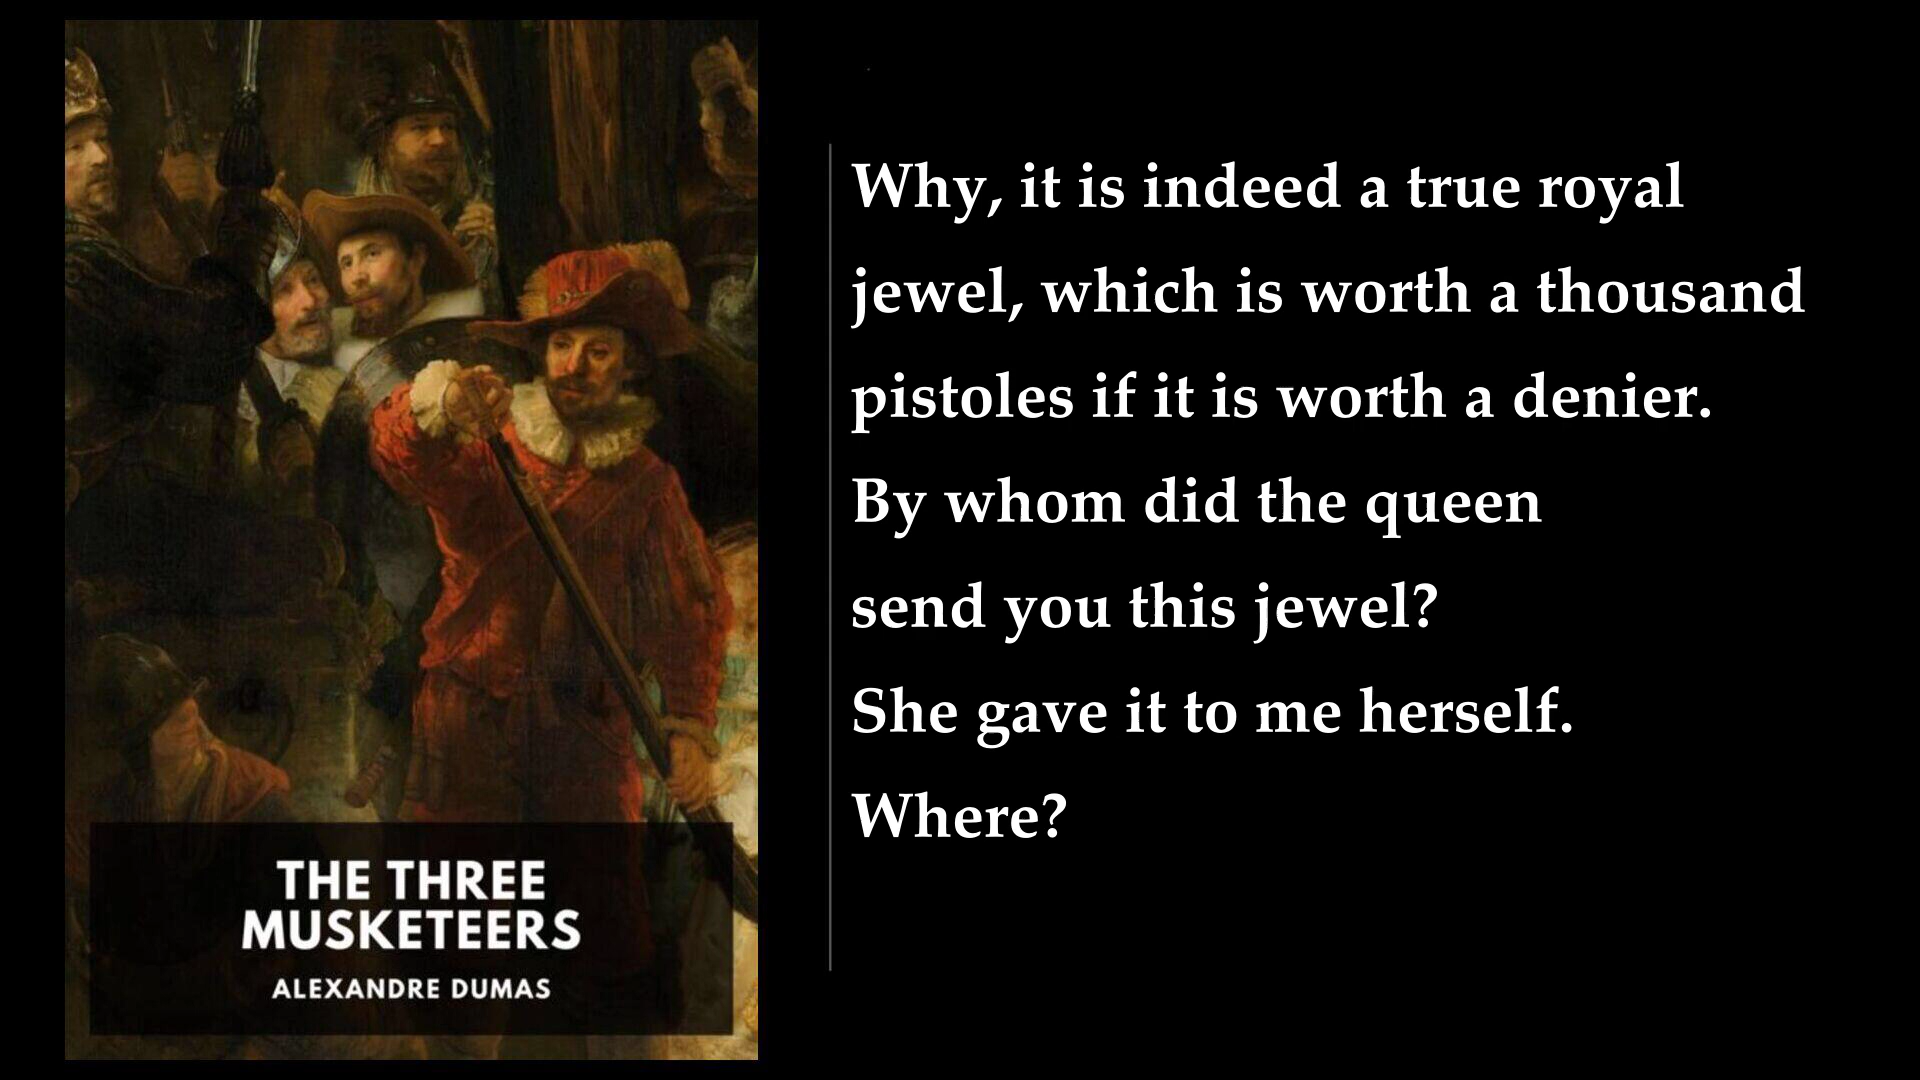 THE THREE
MUSKETEERS
ALEXANDRE DUMAS
Why, it is indeed a true royal
jewel, which is worth a thousand
pistoles if it is worth a denier.
By whom did the queen
send you this jewel?
She gave it to me herself.
Where?